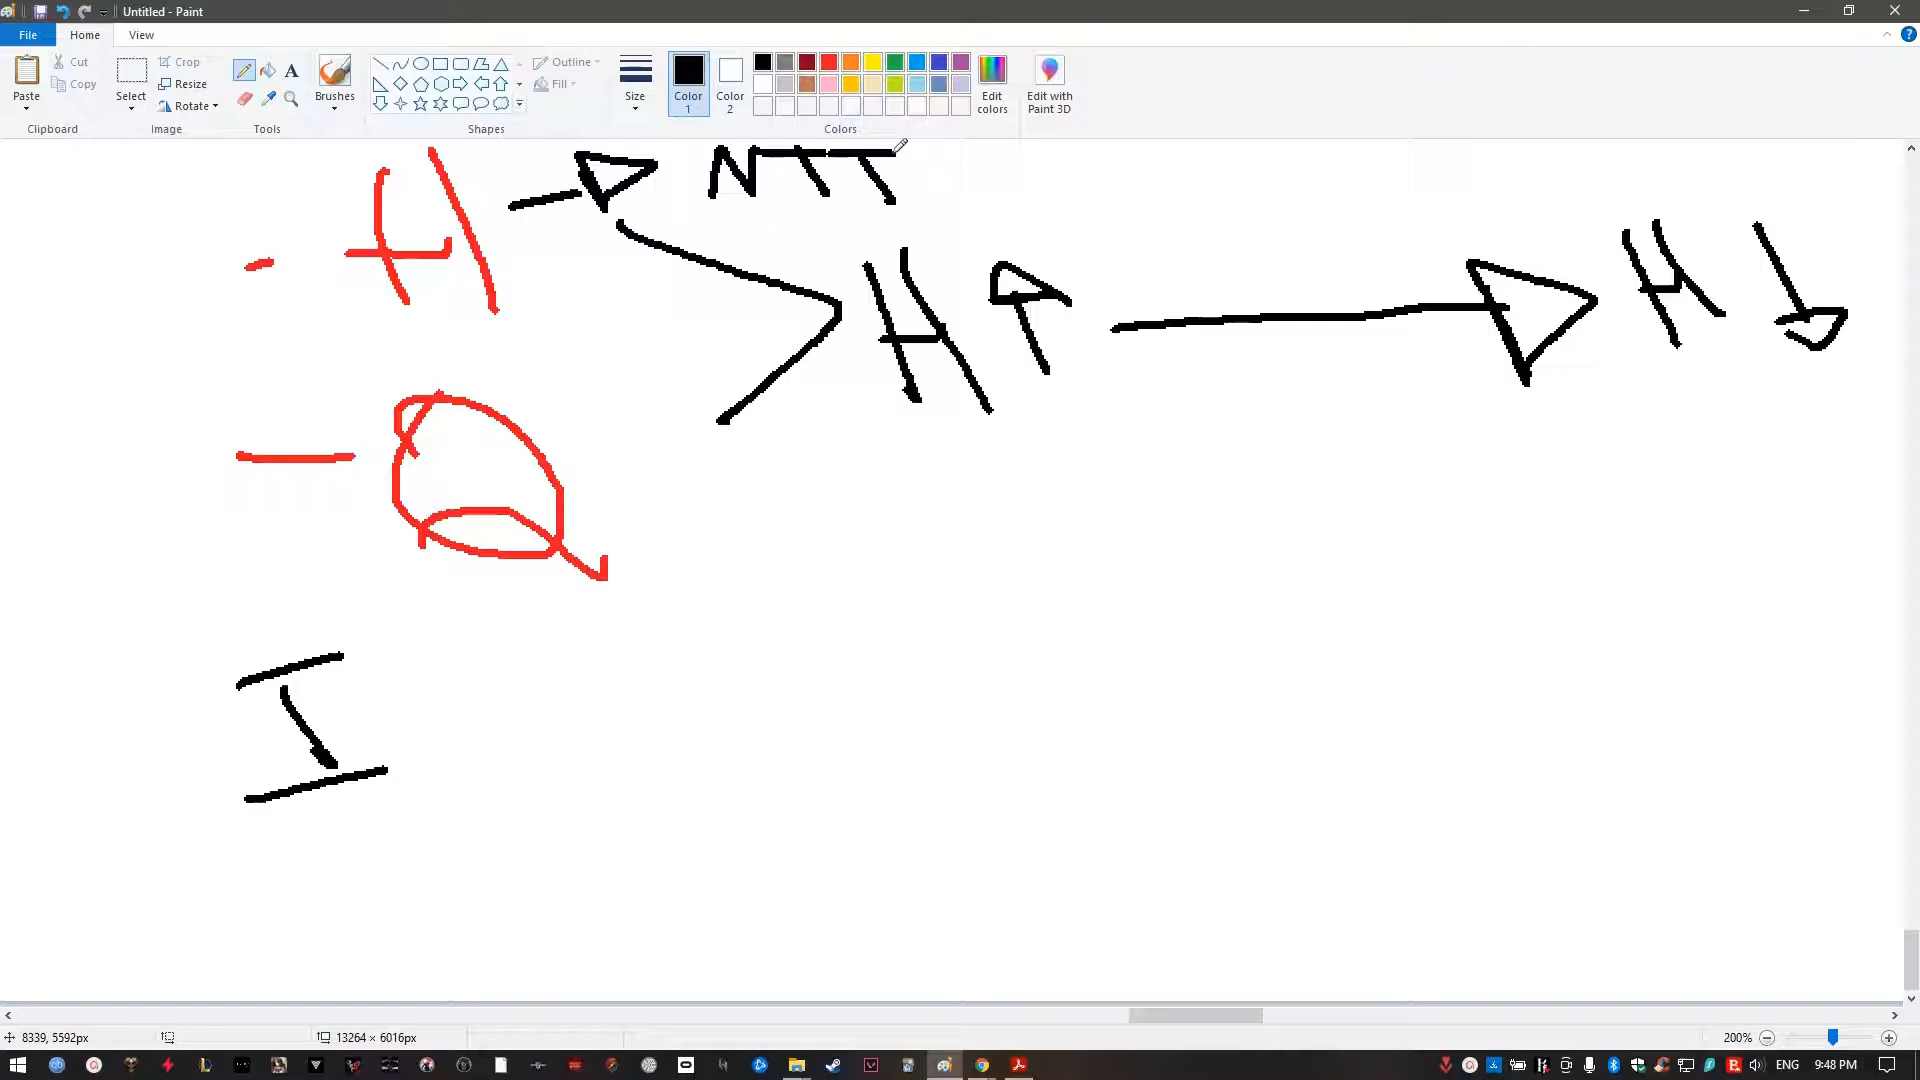 Untitled - Paint
File Home View
Paste
Cut
Copy
Clipboard
Select
Crop
Resize
Rotate
Image
Tools
Brushes
Shapes
Outline
Fill
Size
Color 1
Color 2
Edit colors
Edit with Paint 3D
Colors
- H NTT
H H
- Q
I
8339, 5592px
13264 × 6016px
200%
ENG 9:48 PM